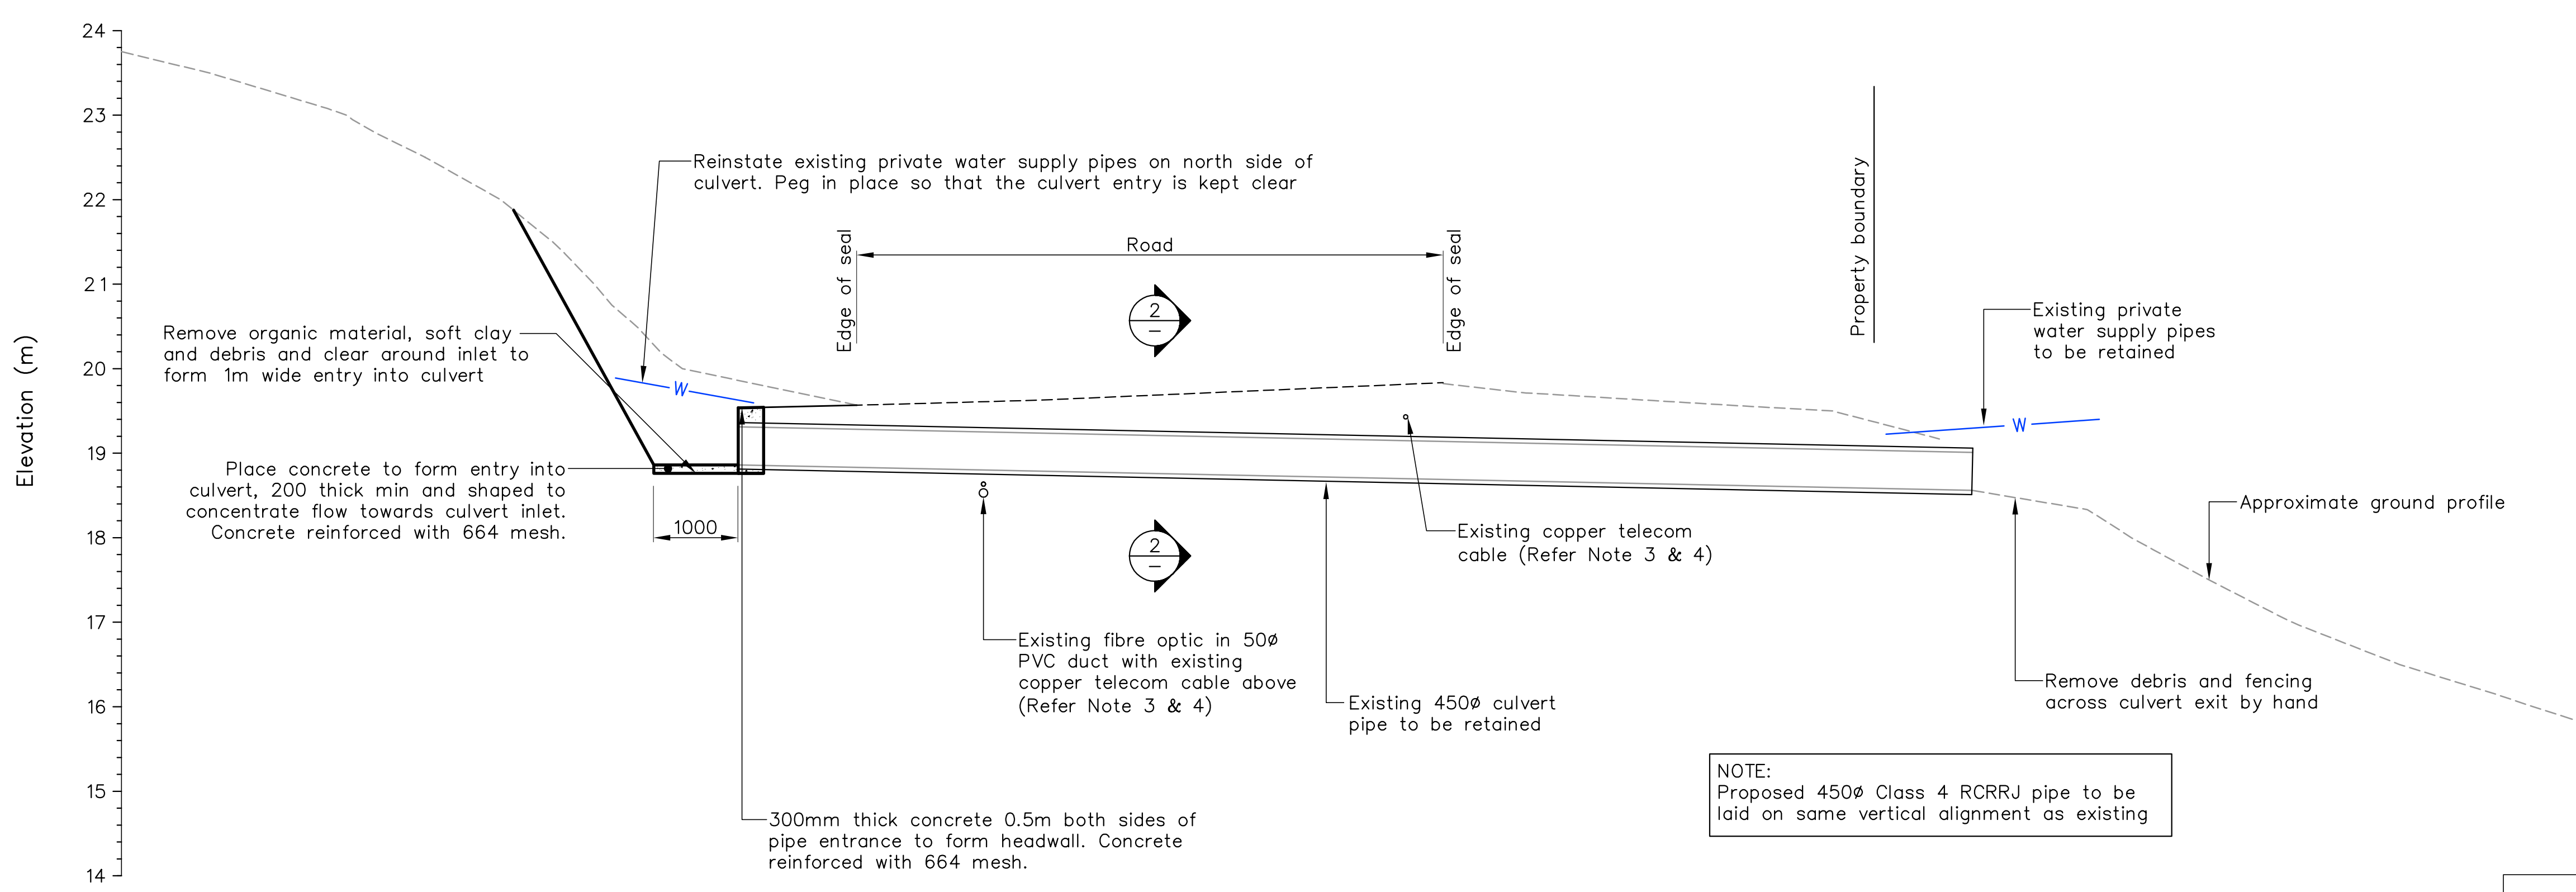 24
23
22
21
20
19
18
17
16
15
14
Elevation (m)
Reinstate existing private water supply pipes on north side of
culvert. Peg in place so that the culvert entry is kept clear
Remove organic material, soft clay
and debris and clear around inlet to
form 1m wide entry into culvert
W
Place concrete to form entry into
culvert, 200 thick min and shaped to
concentrate flow towards culvert inlet.
Concrete reinforced with 664 mesh.
1000
Edge of seal
Road
Edge of seal
2
–
2
–
Property boundary
Existing private
water supply pipes
to be retained
W
Approximate ground profile
Existing copper telecom
cable (Refer Note 3 & 4)
Existing fibre optic in 50ø
PVC duct with existing
copper telecom cable above
(Refer Note 3 & 4)
Existing 450ø culvert
pipe to be retained
Remove debris and fencing
across culvert exit by hand
300mm thick concrete 0.5m both sides of
pipe entrance to form headwall. Concrete
reinforced with 664 mesh.
NOTE:
Proposed 450ø Class 4 RCRRJ pipe to be
laid on same vertical alignment as existing